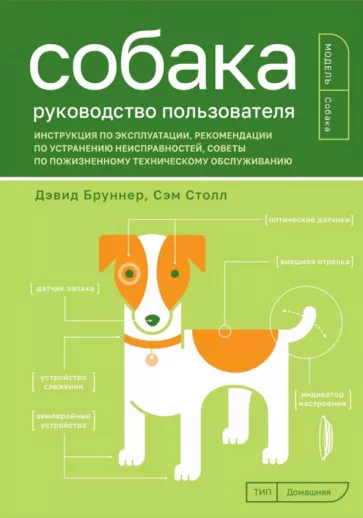 собака
руководство пользователя
ИНСТРУКЦИЯ ПО ЭКСПЛУАТАЦИИ, РЕКОМЕНДАЦИИ
ПО УСТРАНЕНИЮ НЕИСПРАВНОСТЕЙ, СОВЕТЫ
ПО ПОЖИЗНЕННОМУ ТЕХНИЧЕСКОМУ ОБСЛУЖИВАНИЮ
МОДЕЛЬ
Собака
Дэвид Бруннер, Сэм Столл
[оптические датчики]
[внешняя отделка]
[ датчик запаха ]
[ устройство
слежения ]
[ землеройные
устройства ]
[ индикатор
настроения ]
ТИП Домашняя